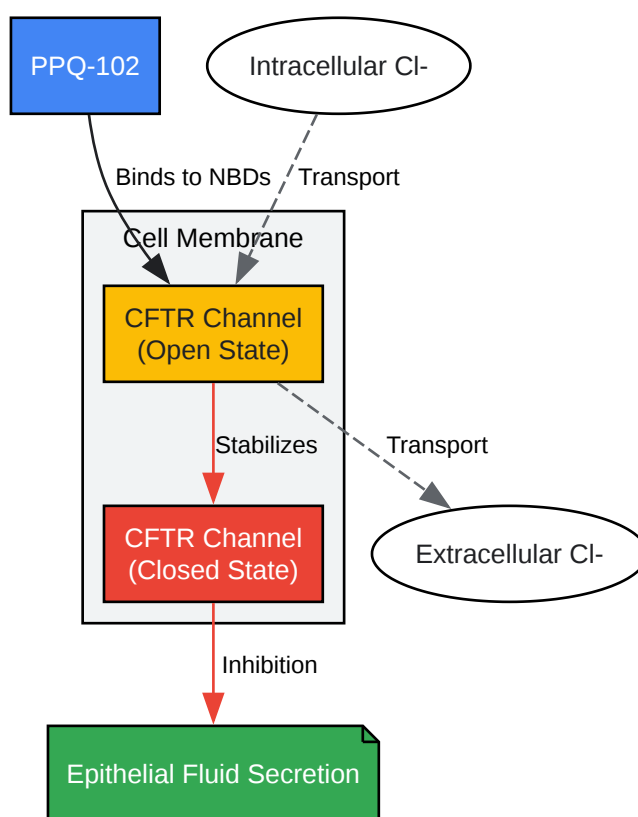 PPQ-102
Intracellular Cl-
Binds to NBDs
Transport
Cell Membrane
CFTR Channel
(Open State)
Stabilizes
Transport
CFTR Channel
(Closed State)
Extracellular Cl-
Inhibition
Epithelial Fluid Secretion